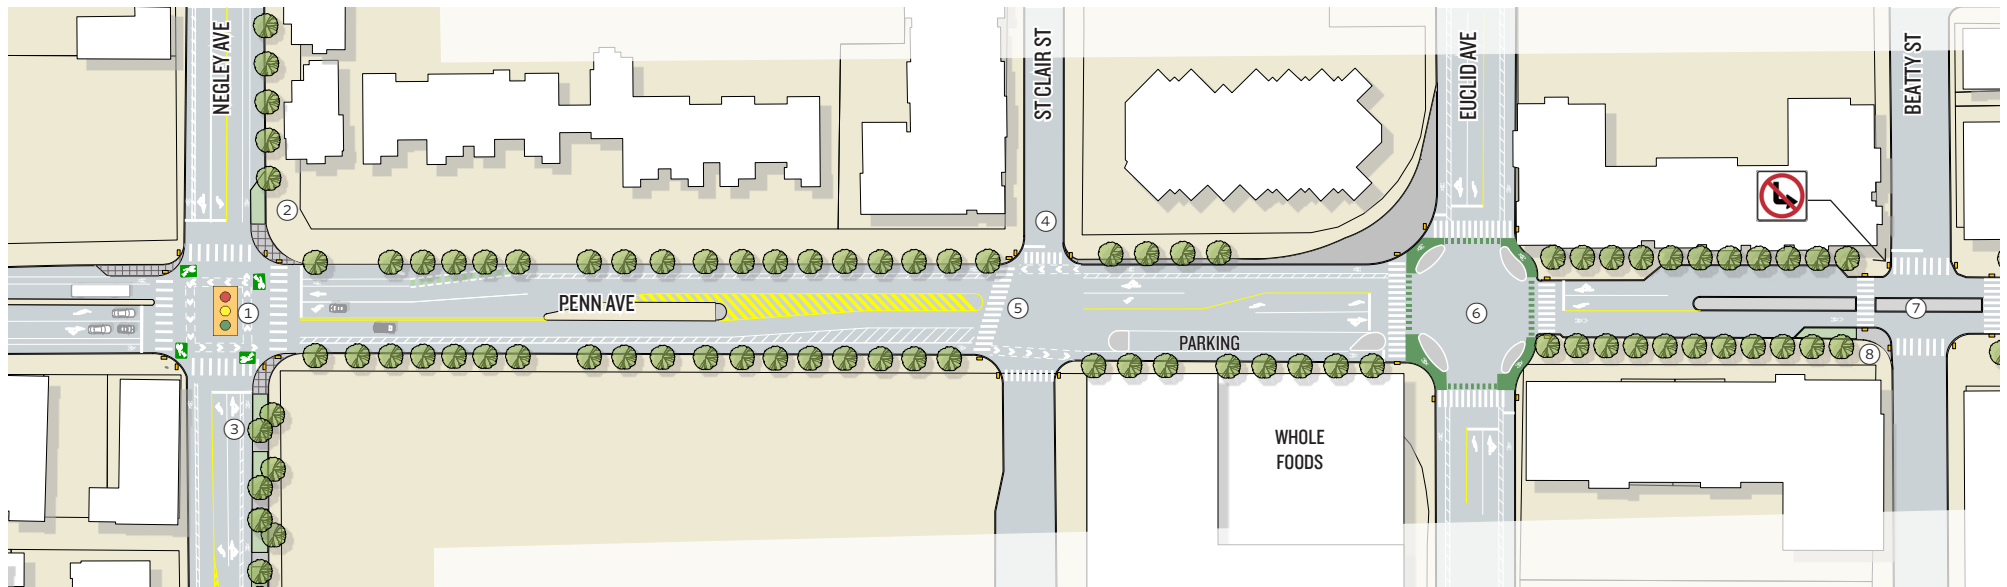 NEGLEY AVE
ST CLAIR ST
EUCLID AVE
BEATTY ST
2
4
1
PENN AVE
5
6
7
PARKING
8
3
WHOLE
FOODS